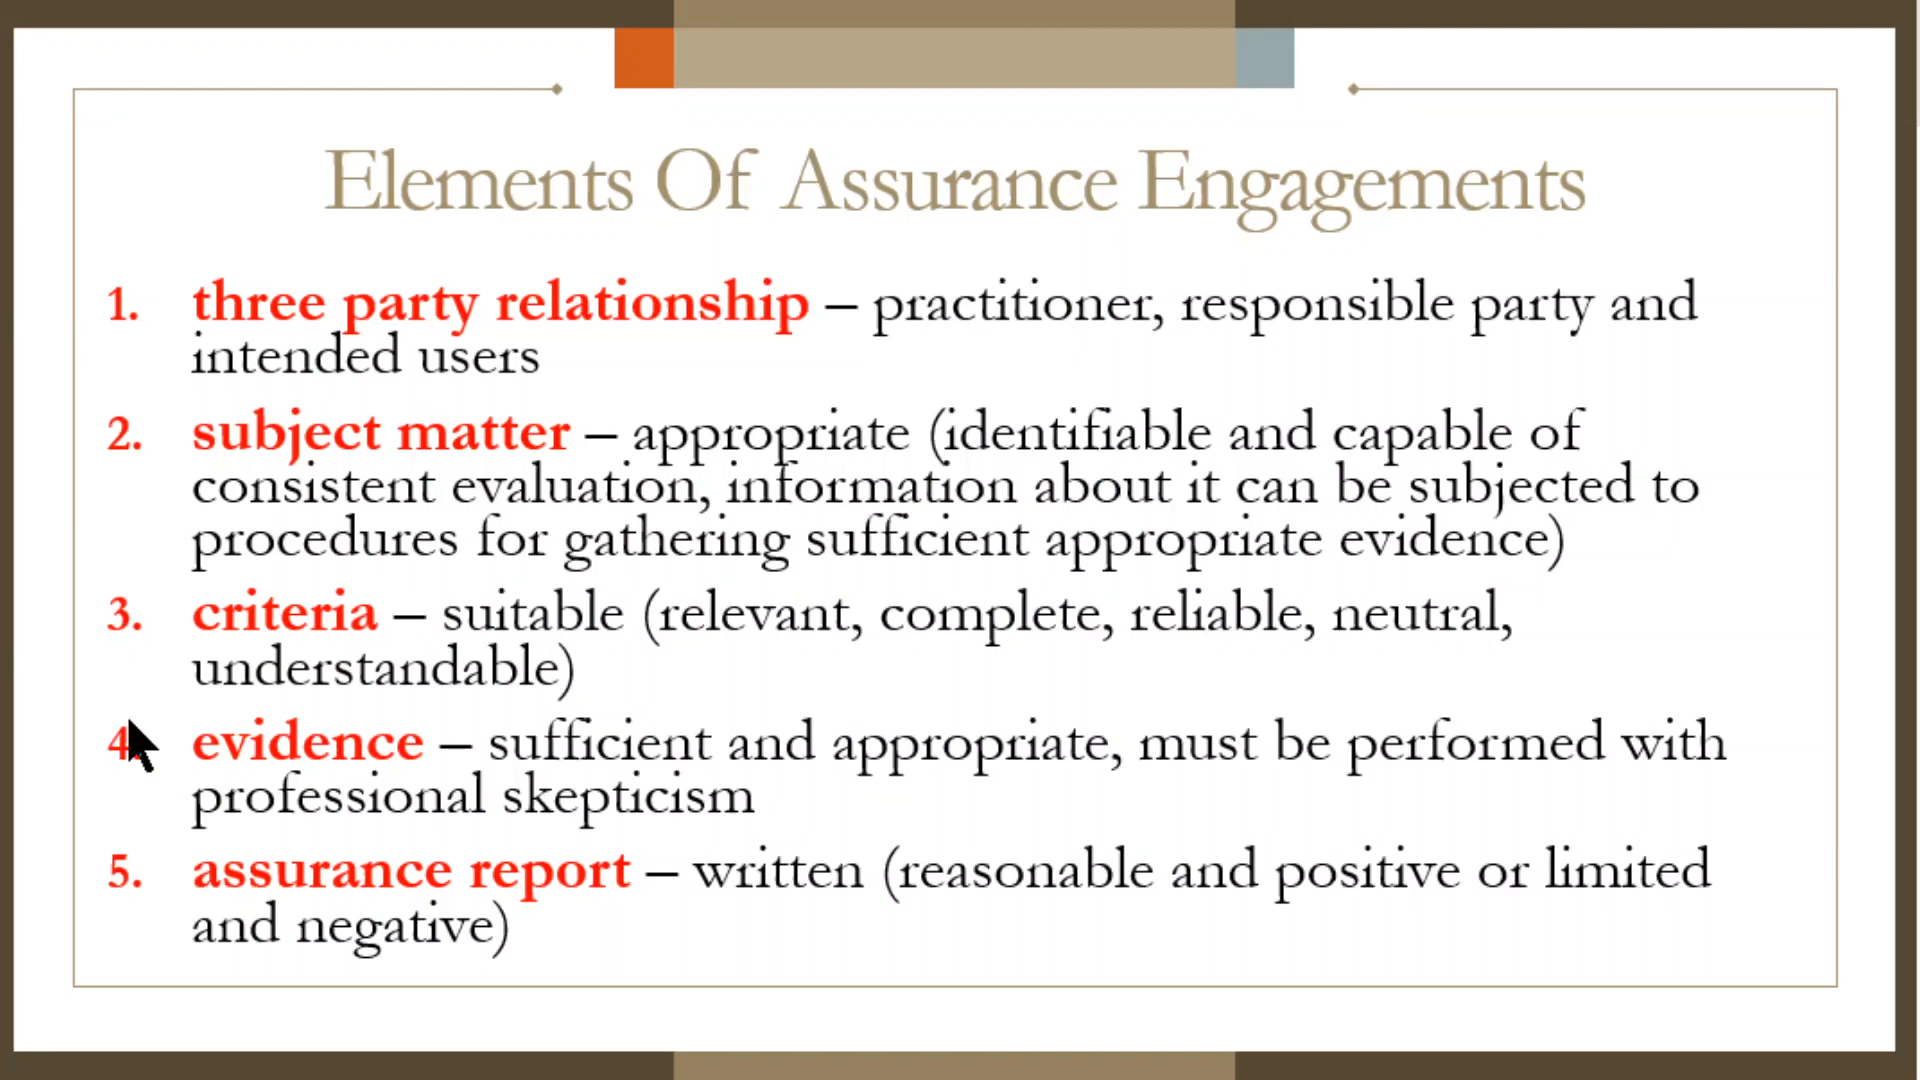 Elements Of Assurance Engagements
1. three party relationship – practitioner, responsible party and
intended users
2. subject matter – appropriate (identifiable and capable of
consistent evaluation, information about it can be subjected to
procedures for gathering sufficient appropriate evidence)
3. criteria – suitable (relevant, complete, reliable, neutral,
understandable)
4. evidence – sufficient and appropriate, must be performed with
professional skepticism
5. assurance report – written (reasonable and positive or limited
and negative)